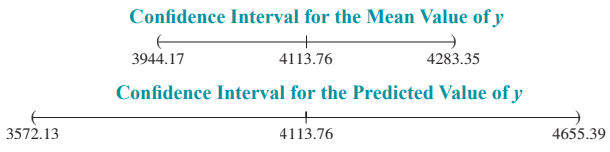 Confidence Interval for the Mean Value of y
3944.17 4113.76 4283.35
Confidence Interval for the Predicted Value of y
3572.13 4113.76 4655.39